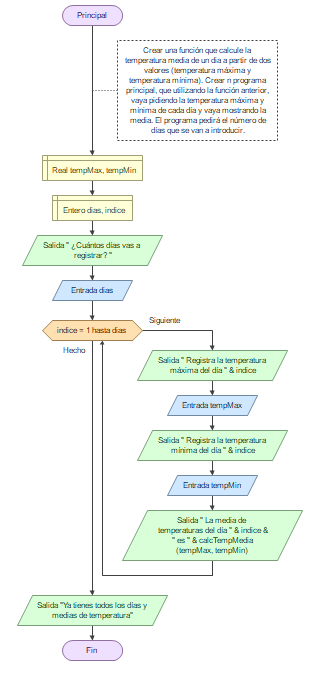 Principal
Crear una función que calcule la
temperatura media de un dia a partir de dos
valores (temperatura máxima y
temperatura mínima). Crear n programa
principal, que utilizando la función anterior,
vaya pidiendo la temperatura máxima y
mínima de cada día y vaya mostrando la
media. El programa pedirá el número de
días que se van a introducir.
Real tempMax, tempMin
Entero dias, indice
Salida " ¿Cuántos días vas a
registrar? "
Entrada dias
indice = 1 hasta dias
Siguiente
Hecho
Salida " Registra la temperatura
máxima del día " & indice
Entrada tempMax
Salida " Registra la temperatura
mínima del día " & indice
Entrada tempMin
Salida " La media de
temperaturas del día " & indice &
" es " & calcTempMedia
(tempMax, tempMin)
Salida "Ya tienes todos los días y
medias de temperatura"
Fin